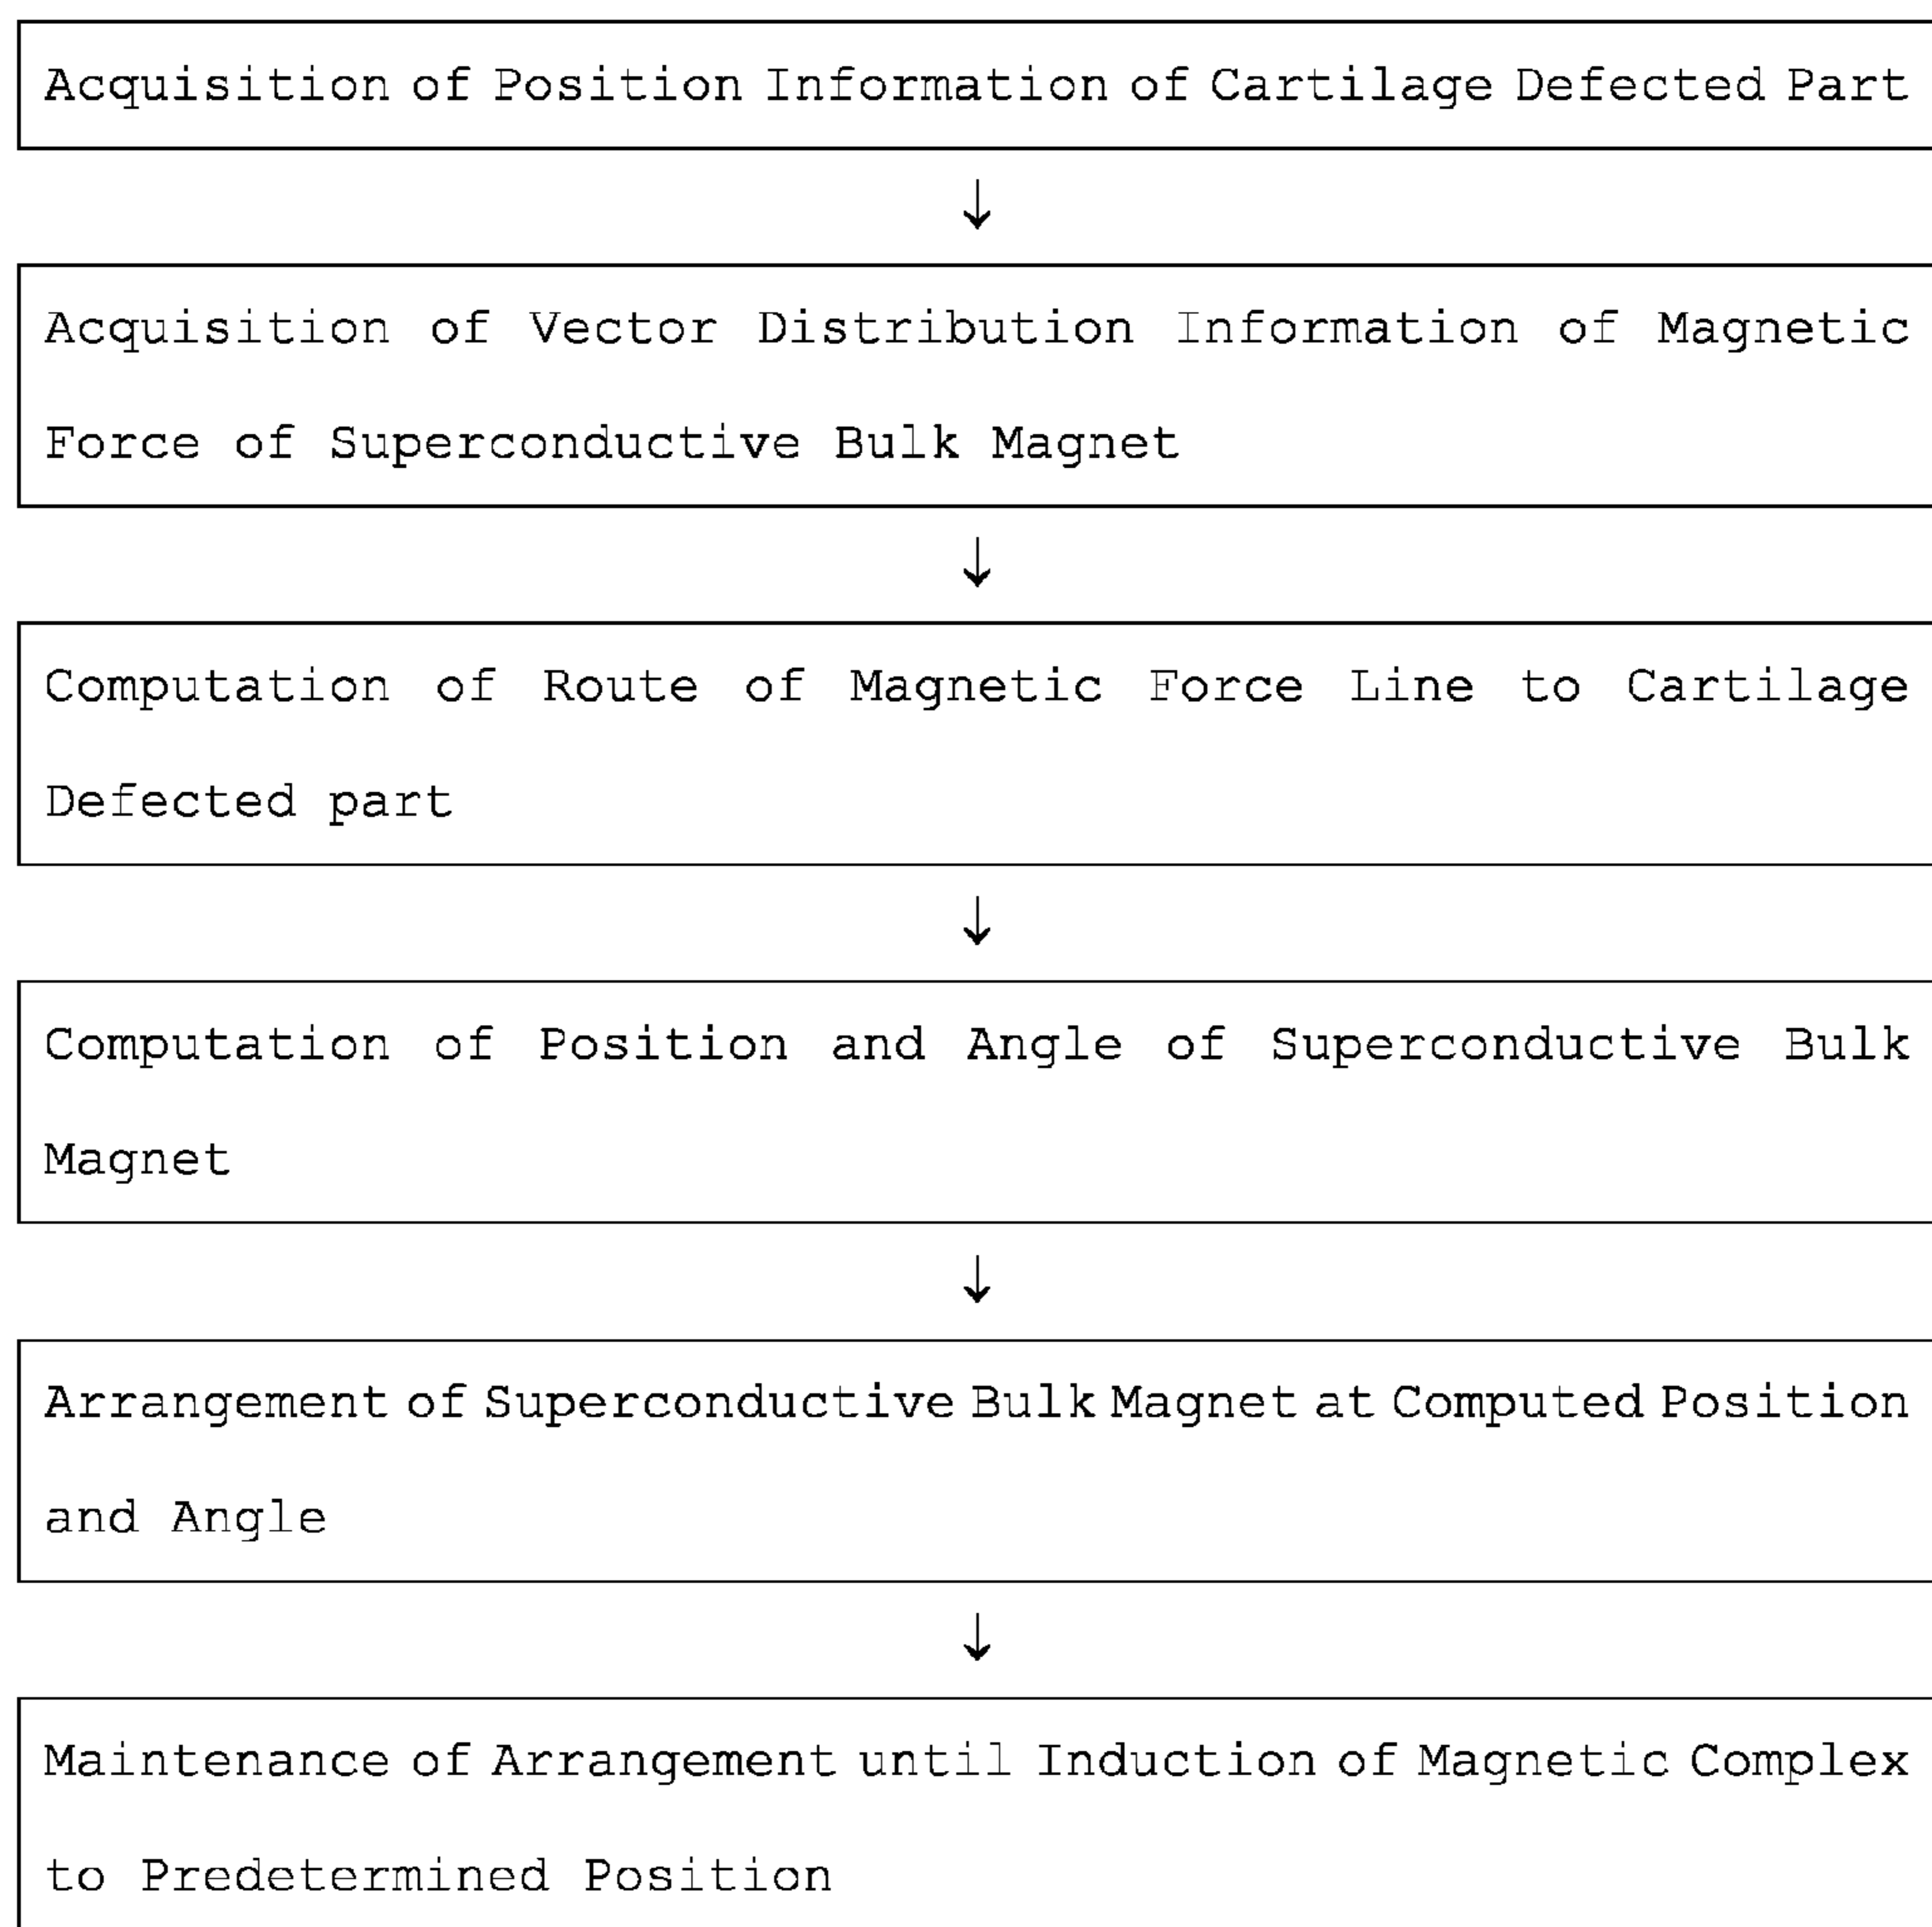 Acquisition of Position Information of Cartilage Defected Part
↓
Acquisition of Vector Distribution Information of Magnetic
Force of Superconductive Bulk Magnet
↓
Computation of Route of Magnetic Force Line to Cartilage
Defected part
↓
Computation of Position and Angle of Superconductive Bulk
Magnet
↓
Arrangement of Superconductive Bulk Magnet at Computed Position
and Angle
↓
Maintenance of Arrangement until Induction of Magnetic Complex
to Predetermined Position